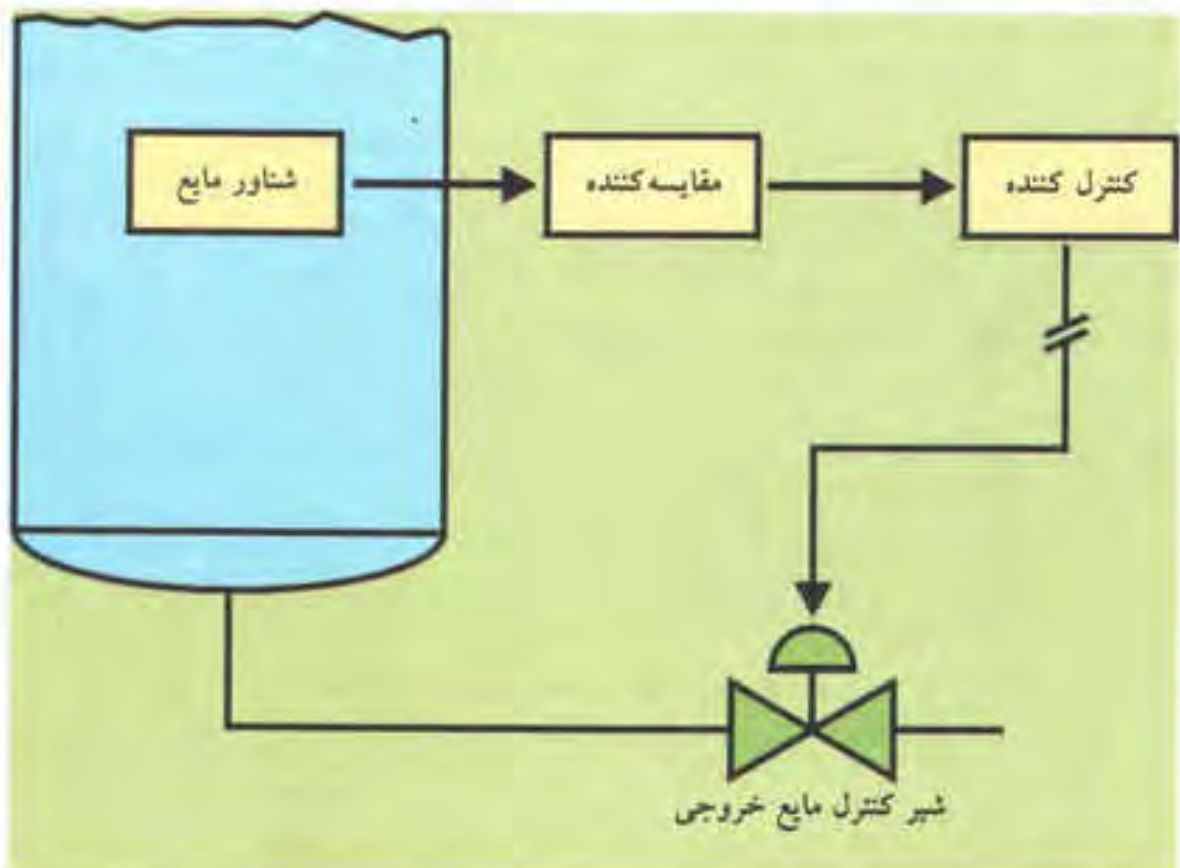 شناور مایع
مقایسه‌کننده
کنترل کننده
شیر کنترل مایع خروجی